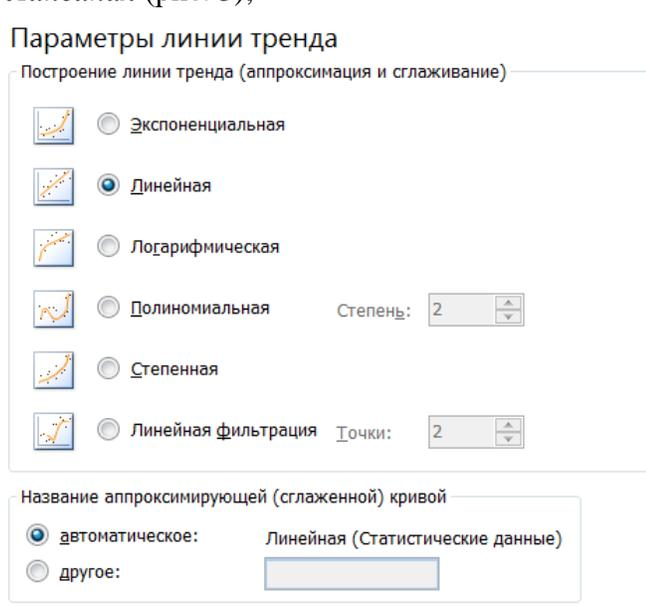 Параметры линии тренда
Построение линии тренда (аппроксимация и сглаживание)
Экспоненциальная
Линейная
Логарифмическая
Полиномиальная Степень: 2
Степенная
Линейная фильтрация Точки: 2
Название аппроксимирующей (сглаженной) кривой
автоматическое: Линейная (Статистические данные)
другое: